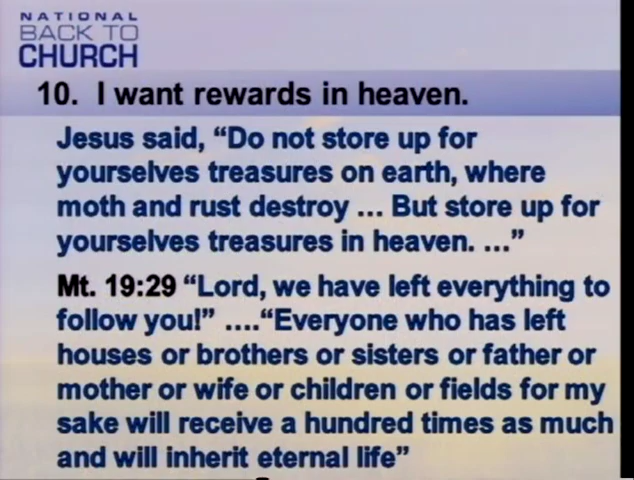 NATIONAL
BACK TO
CHURCH
10. I want rewards in heaven.
Jesus said, “Do not store up for
yourselves treasures on earth, where
moth and rust destroy ... But store up for
yourselves treasures in heaven. ...”
Mt. 19:29 “Lord, we have left everything to
follow you!” ....“Everyone who has left
houses or brothers or sisters or father or
mother or wife or children or fields for my
sake will receive a hundred times as much
and will inherit eternal life”